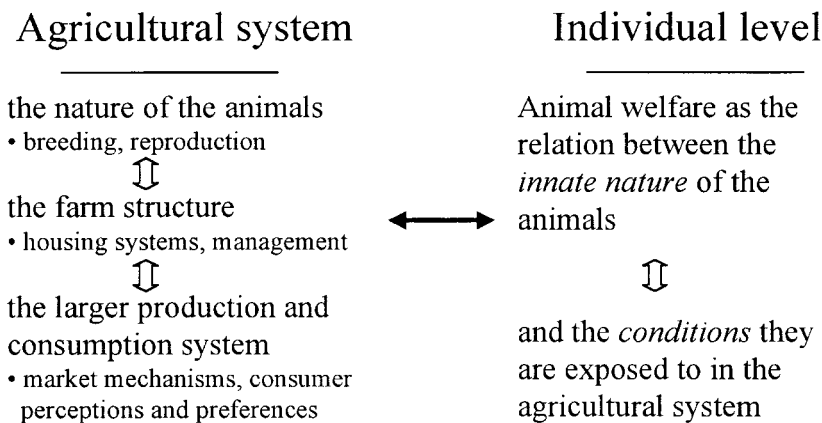 Agricultural system
the nature of the animals
• breeding, reproduction
the farm structure
• housing systems, management
the larger production and
consumption system
• market mechanisms, consumer
perceptions and preferences
Individual level
Animal welfare as the
relation between the
innate nature of the
animals
and the conditions they
are exposed to in the
agricultural system